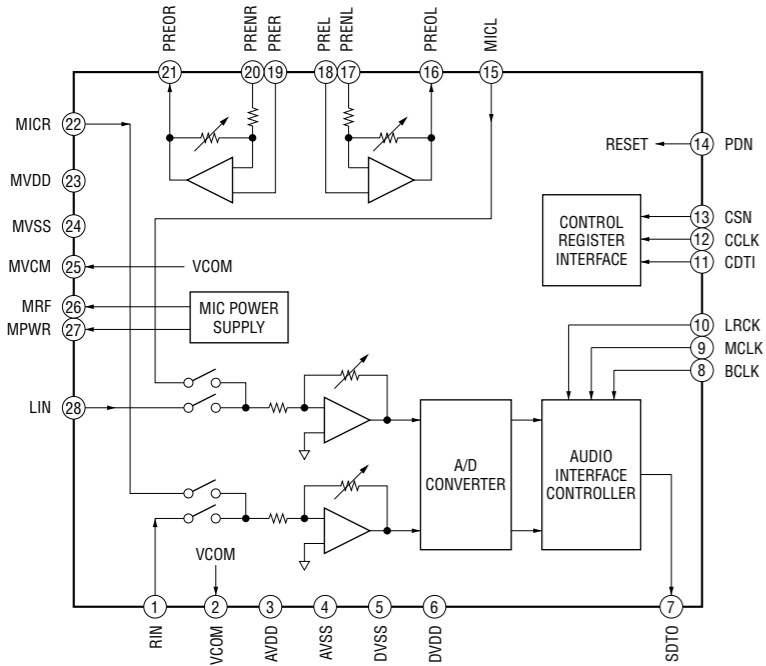 PREOR
PRENR
PRER
PREL
PRENL
PREOL
MICL
21
20
19
18
17
16
15
MICR
22
MVDD
23
MVSS
24
MVCM
25
VCOM
MRF
26
MPWR
27
MIC POWER
SUPPLY
LIN
28
RESET
14
PDN
CONTROL
REGISTER
INTERFACE
13
CSN
12
CCLK
11
CDTI
10
LRCK
9
MCLK
8
BCLK
A/D
CONVERTER
AUDIO
INTERFACE
CONTROLLER
VCOM
1
2
3
4
5
6
7
RIN
VCOM
AVDD
AVSS
DVSS
DVDD
SDTO